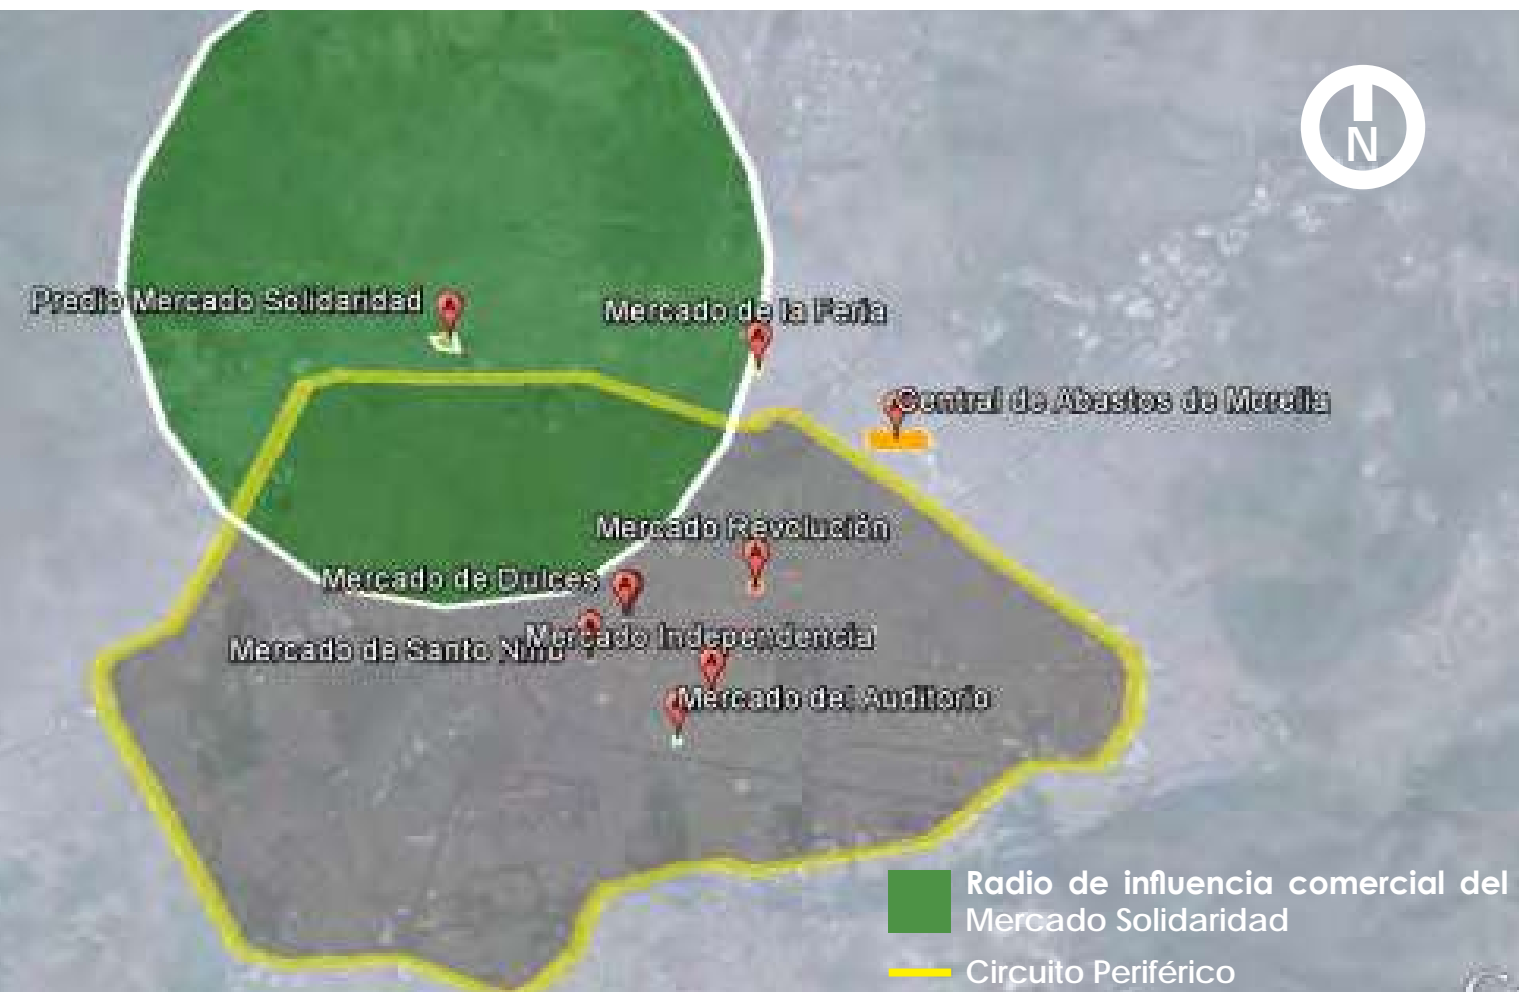 N
Predio Mercado Solidaridad
Mercado de la Feria
Central de Abastos de Morelia
Mercado Revolución
Mercado de Dulces
Mercado Independencia
Mercado de Santo Niño
Mercado del Auditorio
Radio de influencia comercial del
Mercado Solidaridad
Circuito Periférico